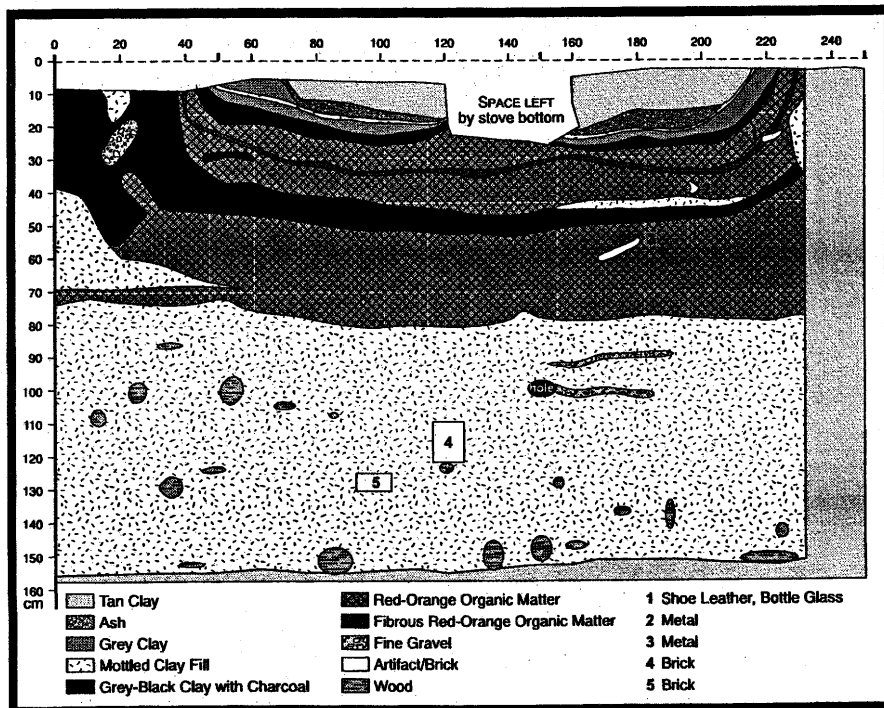 0 20 40 60 80 100 120 140 160 180 200 220 240
0
10
20
30
40
50
60
70
80
90
100
110
120
130
140
150
160
cm
SPACE LEFT
by stove bottom
hole
4
5
Tan Clay
Ash
Grey Clay
Mottled Clay Fill
Grey-Black Clay with Charcoal
Red-Orange Organic Matter
Fibrous Red-Orange Organic Matter
Fine Gravel
Artifact/Brick
Wood
1 Shoe Leather, Bottle Glass
2 Metal
3 Metal
4 Brick
5 Brick